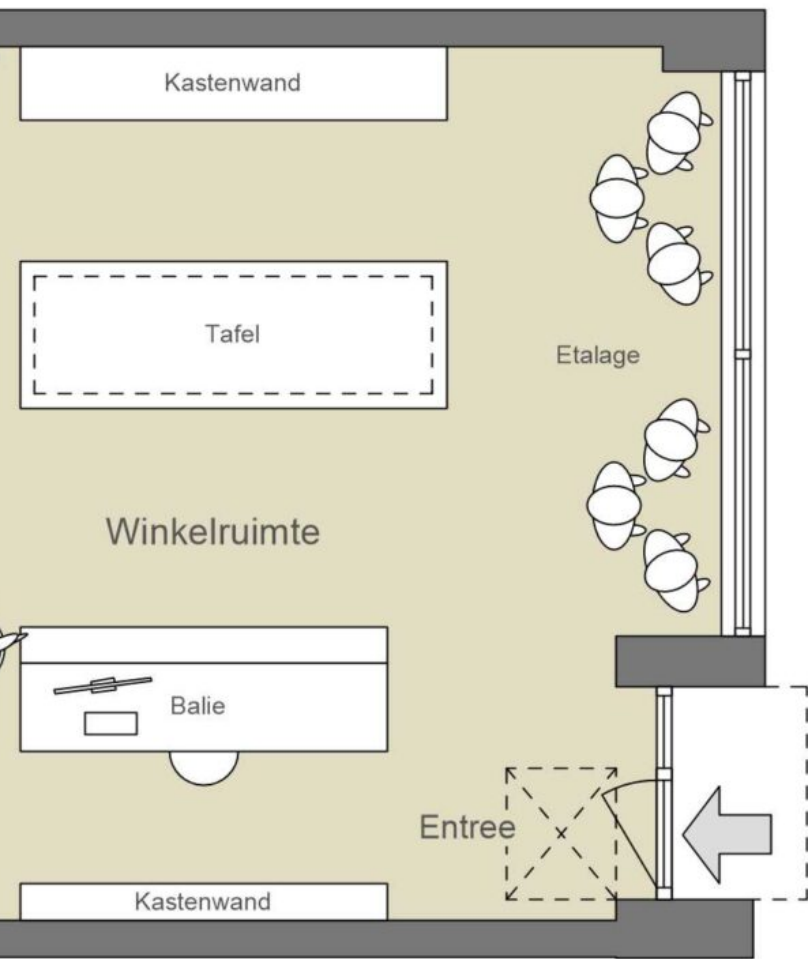 Kastenwand
Tafel
Etalage
Winkelruimte
Balie
Entree
Kastenwand